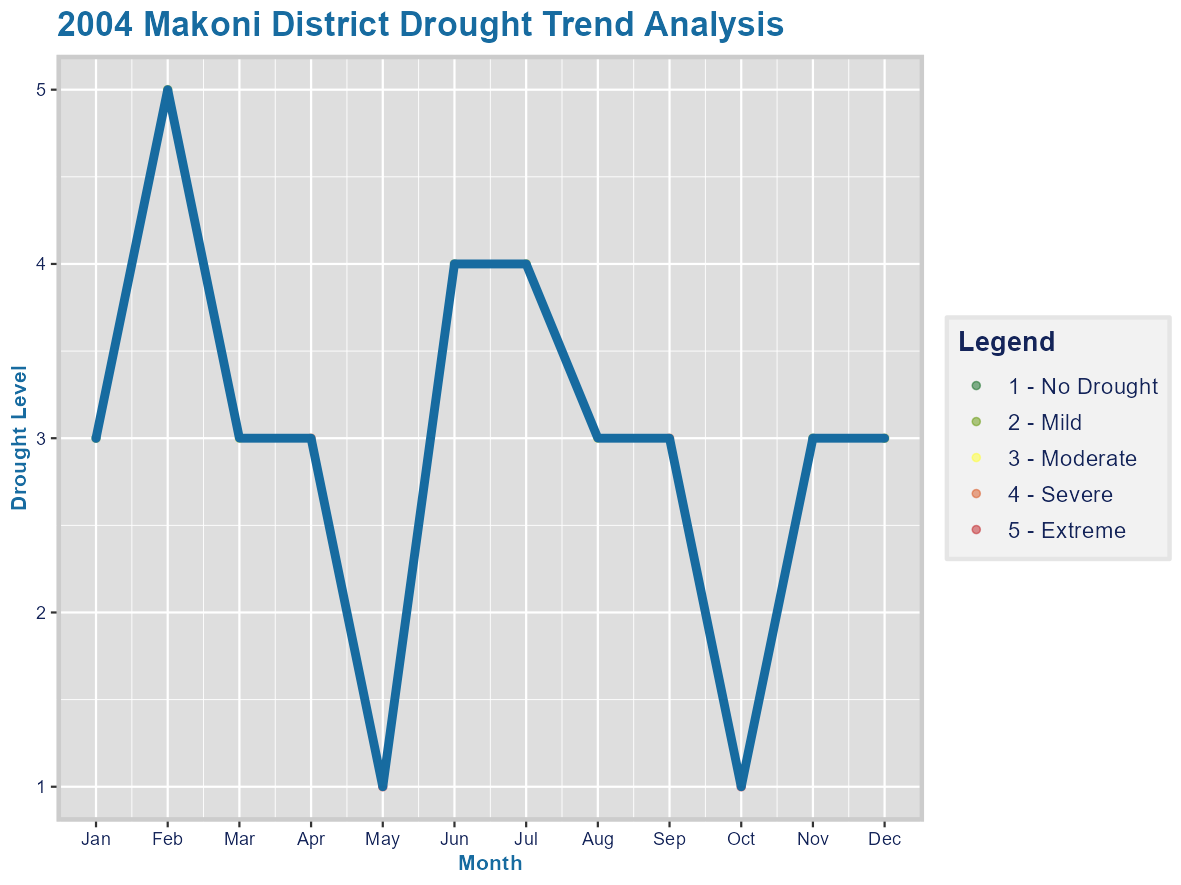 2004 Makoni District Drought Trend Analysis
5
4
3
2
1
Drought Level
Jan Feb Mar Apr May Jun Jul Aug Sep Oct Nov Dec
Month
Legend
1 - No Drought
2 - Mild
3 - Moderate
4 - Severe
5 - Extreme